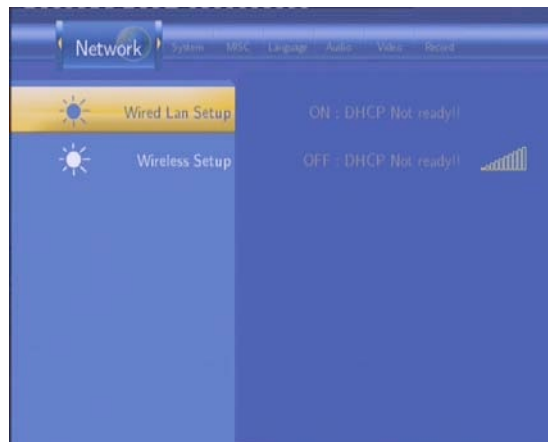 Network System MISC Language Audio Video Record
Wired Lan Setup ON : DHCP Not ready!!
Wireless Setup OFF : DHCP Not ready!!